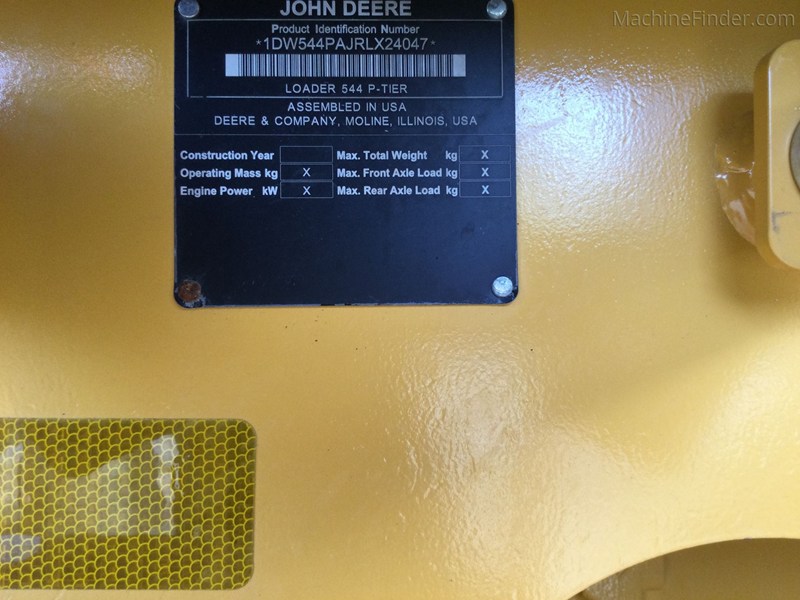 MachineFinder.com
JOHN DEERE
Product Identification Number
*1DW544PAJRLX24047*
LOADER 544 P-TIER
ASSEMBLED IN USA
DEERE & COMPANY, MOLINE, ILLINOIS, USA
Construction Year Max. Total Weight kg X
Operating Mass kg X Max. Front Axle Load kg X
Engine Power kW X Max. Rear Axle Load kg X